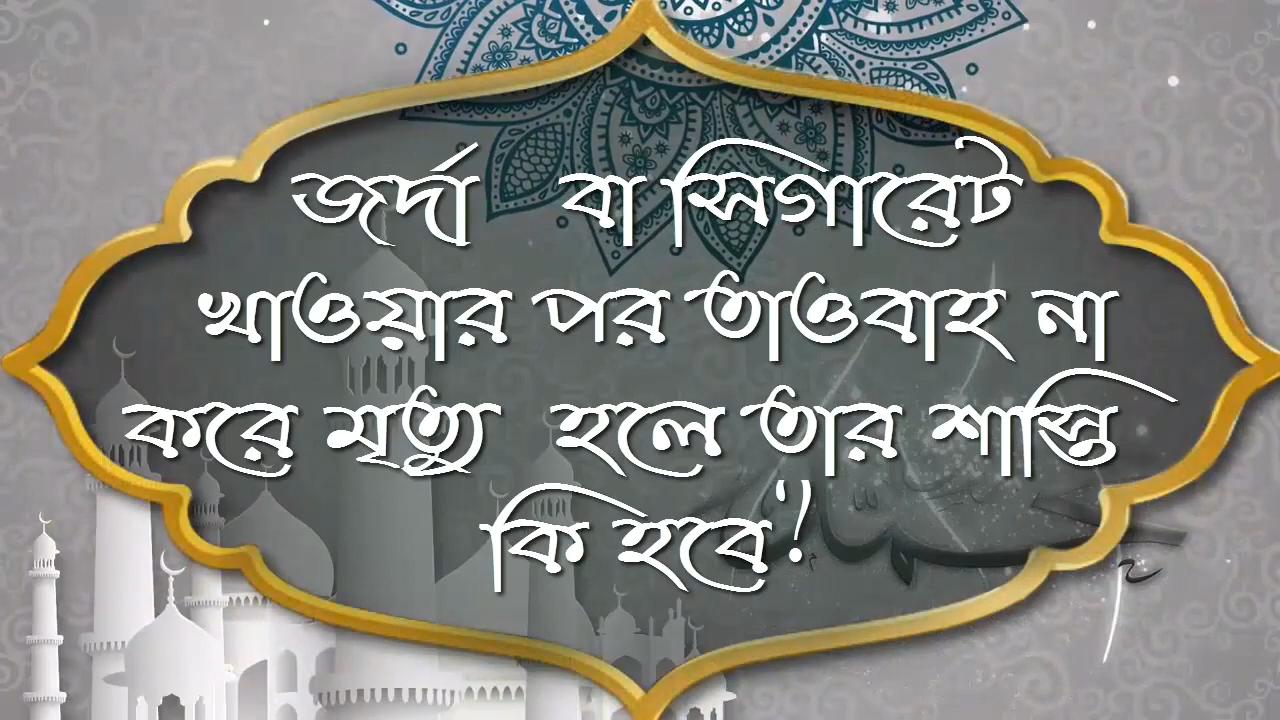 জর্দা বা সিগারেট
খাওয়ার পর তাওবাহ না
করে মৃত্যু হলে তার শাস্তি
কি হবে?